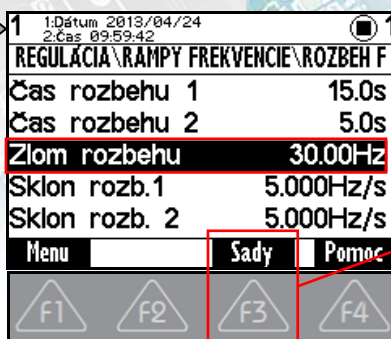 1 1:Dátum 2013/04/24 1
2:Čas 09:59:42
REGULÁCIA\RAMPY FREKVENCIE\ROZBEH F
Čas rozbehu 1 15.0s
Čas rozbehu 2 5.0s
Zlom rozbehu 30.00Hz
Sklon rozb.1 5.000Hz/s
Sklon rozb. 2 5.000Hz/s
Menu Sady Pomoc
F1 F2 F3 F4